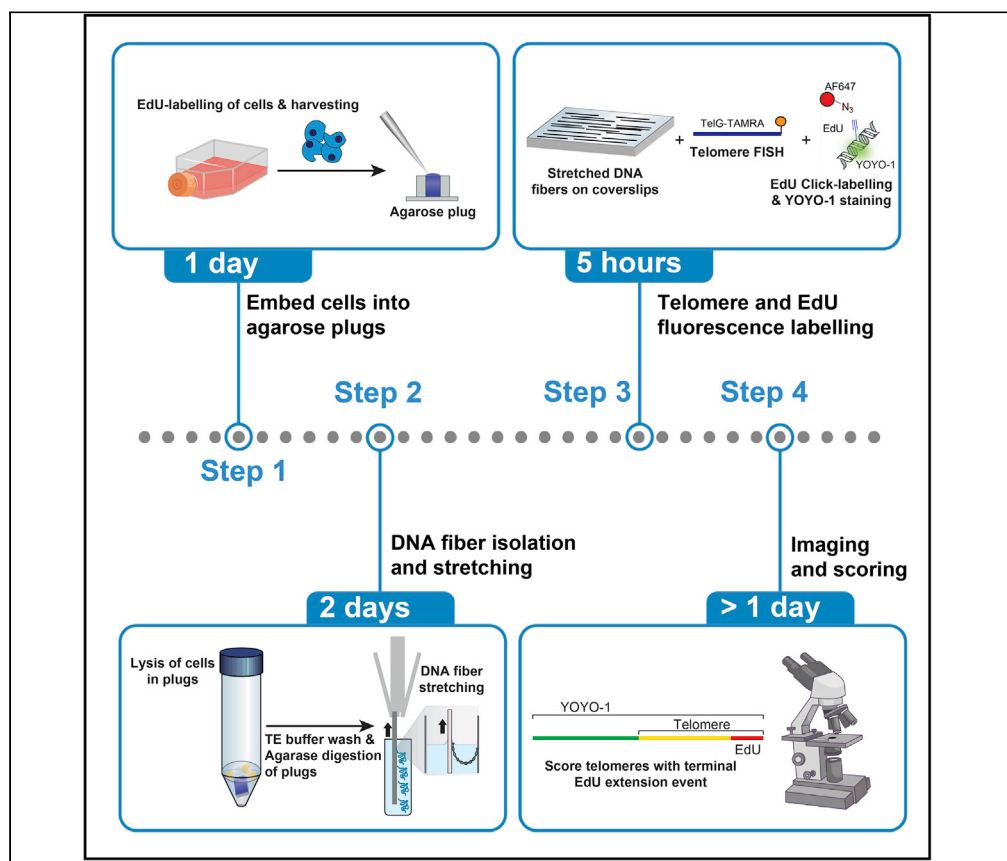 EdU-labelling of cells & harvesting
Agarose plug
1 day
Embed cells into
agarose plugs
Step 1
Stretched DNA
fibers on coverslips
+
TelG-TAMRA
Telomere FISH
+
AF647
N3
EdU
YOYO-1
EdU Click-labelling
& YOYO-1 staining
5 hours
Telomere and EdU
fluorescence labelling
Step 2
Step 3
Step 4
DNA fiber isolation
and stretching
2 days
Lysis of cells
in plugs
TE buffer wash &
Agarase digestion
of plugs
DNA fiber
stretching
Imaging
and scoring
> 1 day
YOYO-1
Telomere
EdU
Score telomeres with terminal
EdU extension event